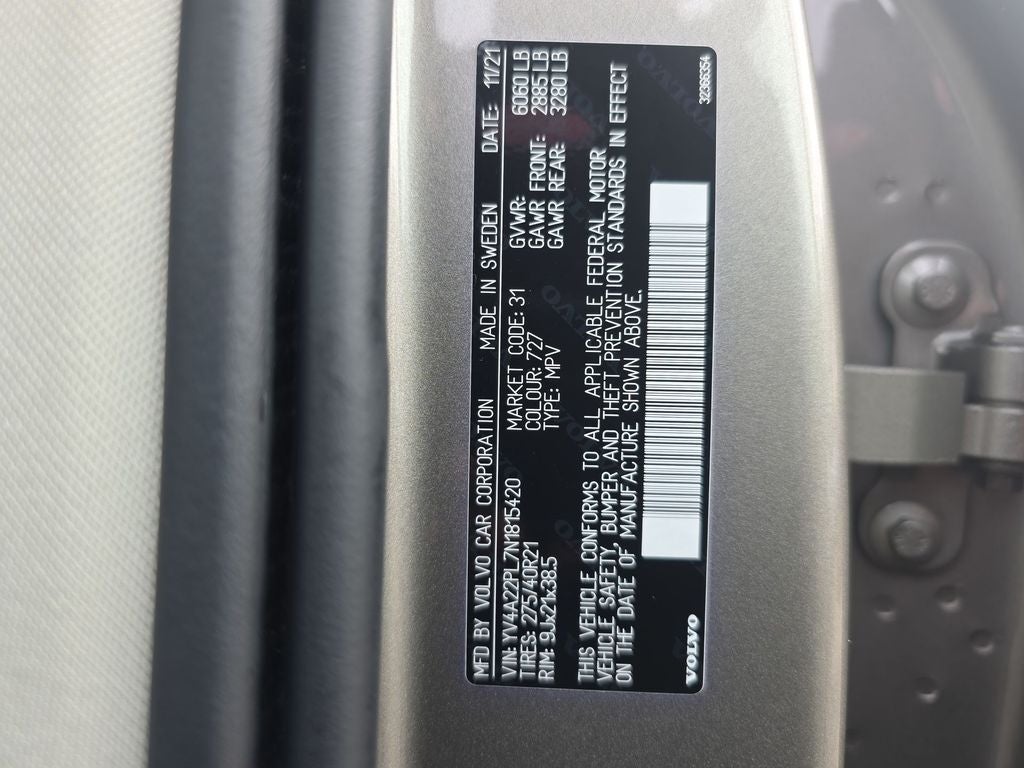 MFD BY VOLVO CAR CORPORATION MADE IN SWEDEN DATE: 11/21
VIN: YV4A22PL7N1815420 MARKET CODE: 31 GVWR: 6060 LB
TIRES: 275/40R21 COLOUR: 727 GAWR FRONT: 2885 LB
RIM: 9Jx21x38.5 TYPE: MPV GAWR REAR: 3280 LB
THIS VEHICLE CONFORMS TO ALL APPLICABLE FEDERAL MOTOR
VEHICLE SAFETY, BUMPER AND THEFT PREVENTION STANDARDS IN EFFECT
ON THE DATE OF MANUFACTURE SHOWN ABOVE.
VOLVO 32366354